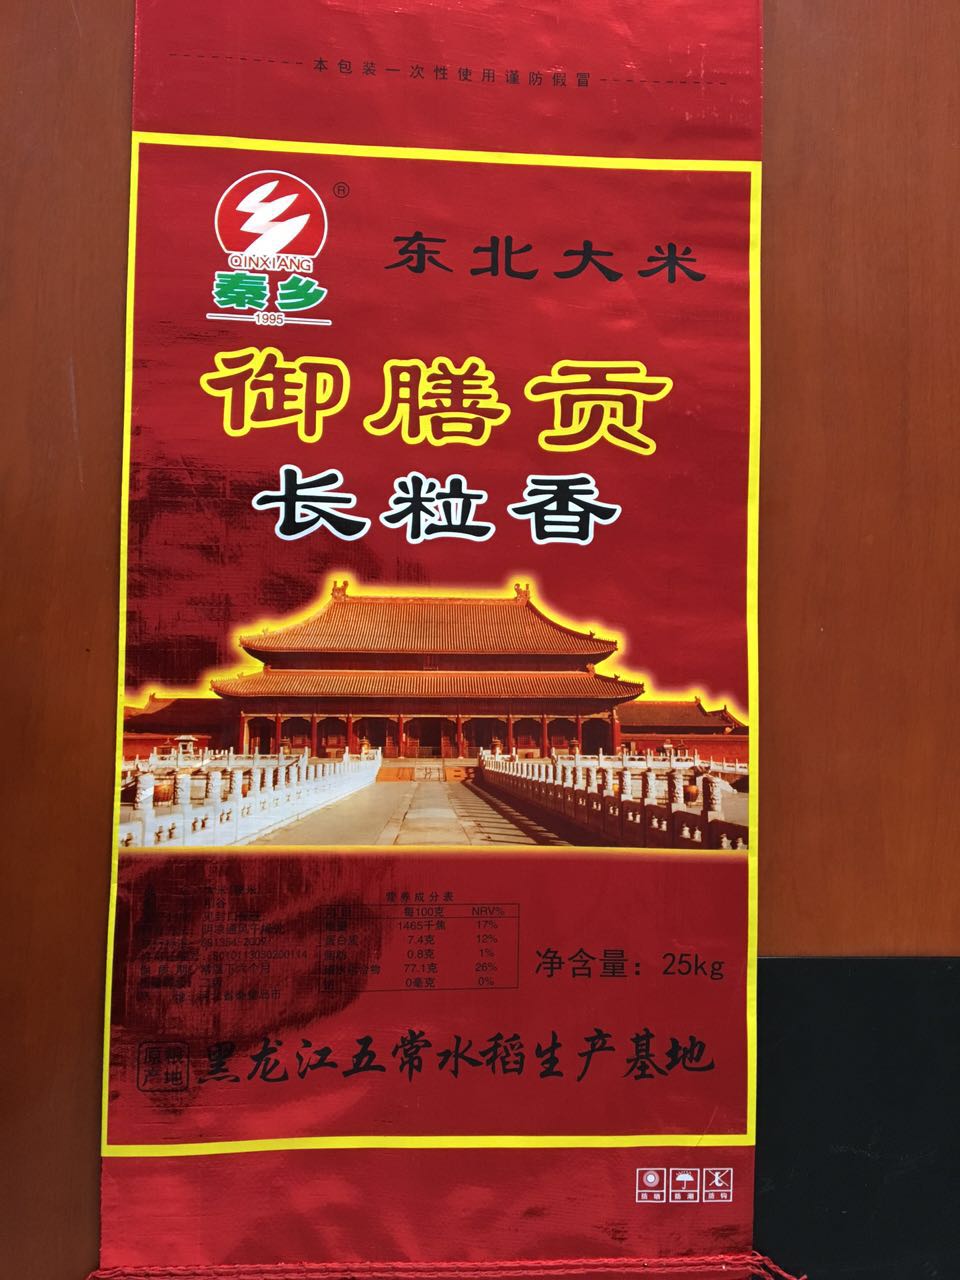 本包装一次性使用谨防假冒
®
QINXIANG
秦乡
1995
东北大米
御膳贡
长粒香
营养成分表
每100克 NRV%
1465千焦 17%
蛋白质 7.4克 12%
0.8克 1%
77.1克 26%
0毫克 0%
净含量：25kg
原粮产地
黑龙江五常水稻生产基地
防晒 防潮 防钩